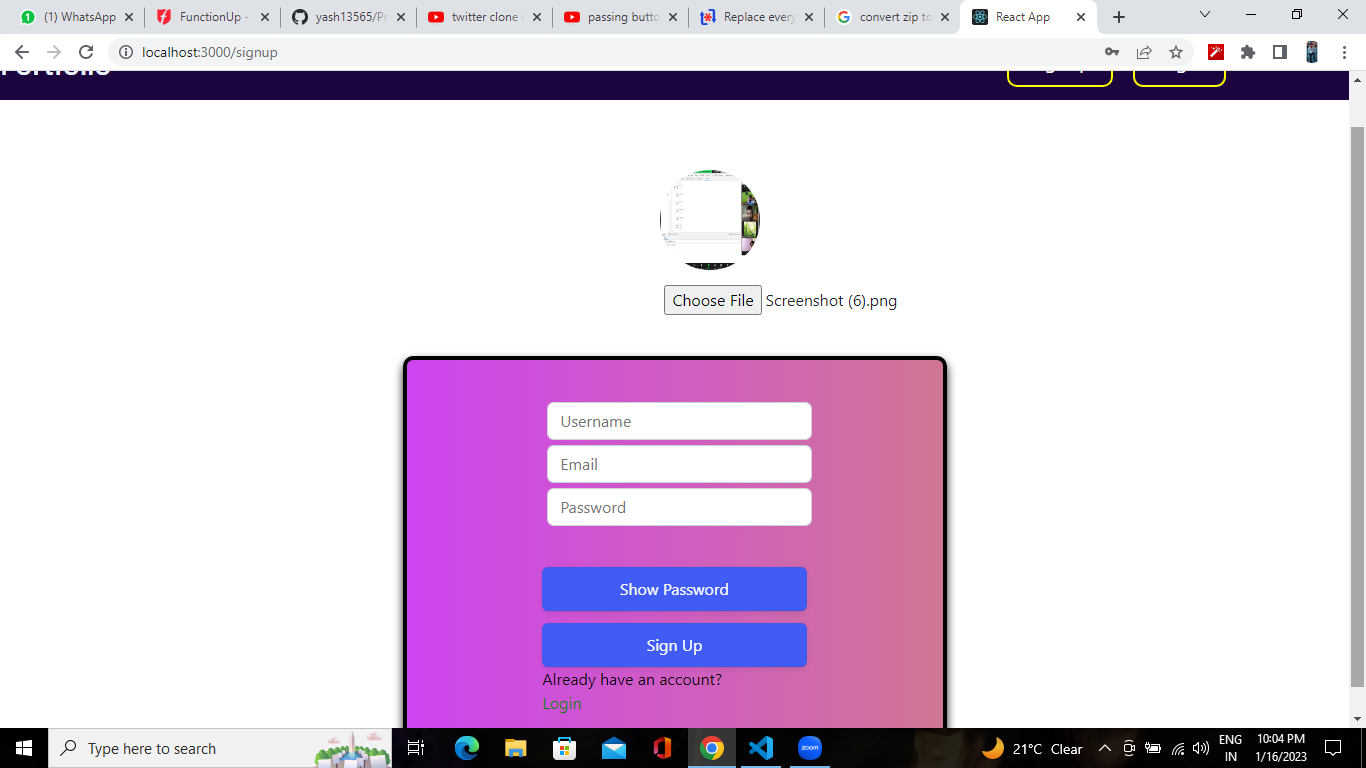 (1) WhatsApp
FunctionUp -
yash13565/Pr
twitter clone
passing butto
Replace every
convert zip to
React App
localhost:3000/signup
Portfolio
Choose File Screenshot (6).png
Username
Email
Password
Show Password
Sign Up
Already have an account?
Login
Type here to search
zoom
21°C Clear
ENG
IN
10:04 PM
1/16/2023